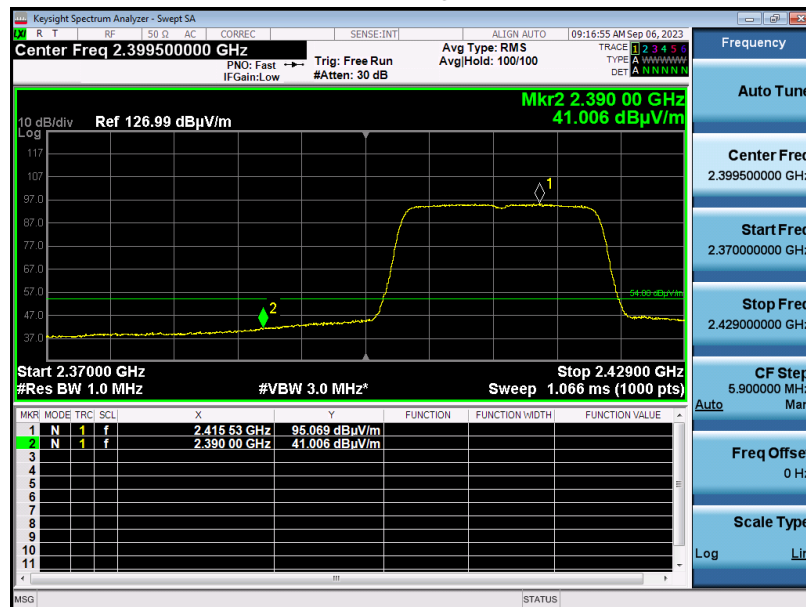 Keysight Spectrum Analyzer - Swept SA
LXI R T RF 50 Ω AC CORREC SENSE:INT ALIGN AUTO 09:16:55 AM Sep 06, 2023
Center Freq 2.399500000 GHz
PNO: Fast
IFGain:Low
Trig: Free Run
#Atten: 30 dB
Avg Type: RMS
Avg|Hold: 100/100
TRACE 1 2 3 4 5 6
TYPE A WWWWW
DET A N N N N N
Mkr2 2.390 00 GHz
41.006 dBµV/m
10 dB/div Ref 126.99 dBµV/m
Log
117
107
97.0
87.0
77.0
67.0
57.0
47.0
37.0
1
2
54.00 dBµV/m
Start 2.37000 GHz Stop 2.42900 GHz
#Res BW 1.0 MHz #VBW 3.0 MHz* Sweep 1.066 ms (1000 pts)
MKR MODE TRC SCL X Y FUNCTION FUNCTION WIDTH FUNCTION VALUE
1 N 1 f 2.415 53 GHz 95.069 dBµV/m
2 N 1 f 2.390 00 GHz 41.006 dBµV/m
3
4
5
6
7
8
9
10
11
MSG STATUS
Frequency
Auto Tune
Center Freq
2.399500000 GHz
Start Freq
2.370000000 GHz
Stop Freq
2.429000000 GHz
CF Step
5.900000 MHz
Auto Man
Freq Offset
0 Hz
Scale Type
Log Lin